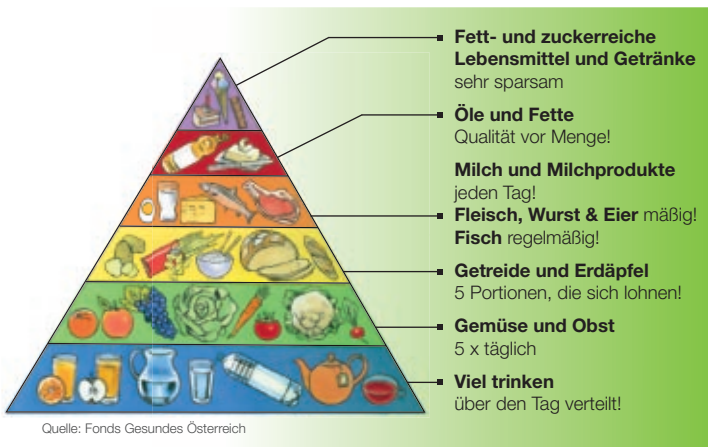 Fett- und zuckerreiche
Lebensmittel und Getränke
sehr sparsam
Öle und Fette
Qualität vor Menge!
Milch und Milchprodukte
jeden Tag!
Fleisch, Wurst & Eier mäßig!
Fisch regelmäßig!
Getreide und Erdäpfel
5 Portionen, die sich lohnen!
Gemüse und Obst
5 x täglich
Viel trinken
über den Tag verteilt!
Quelle: Fonds Gesundes Österreich